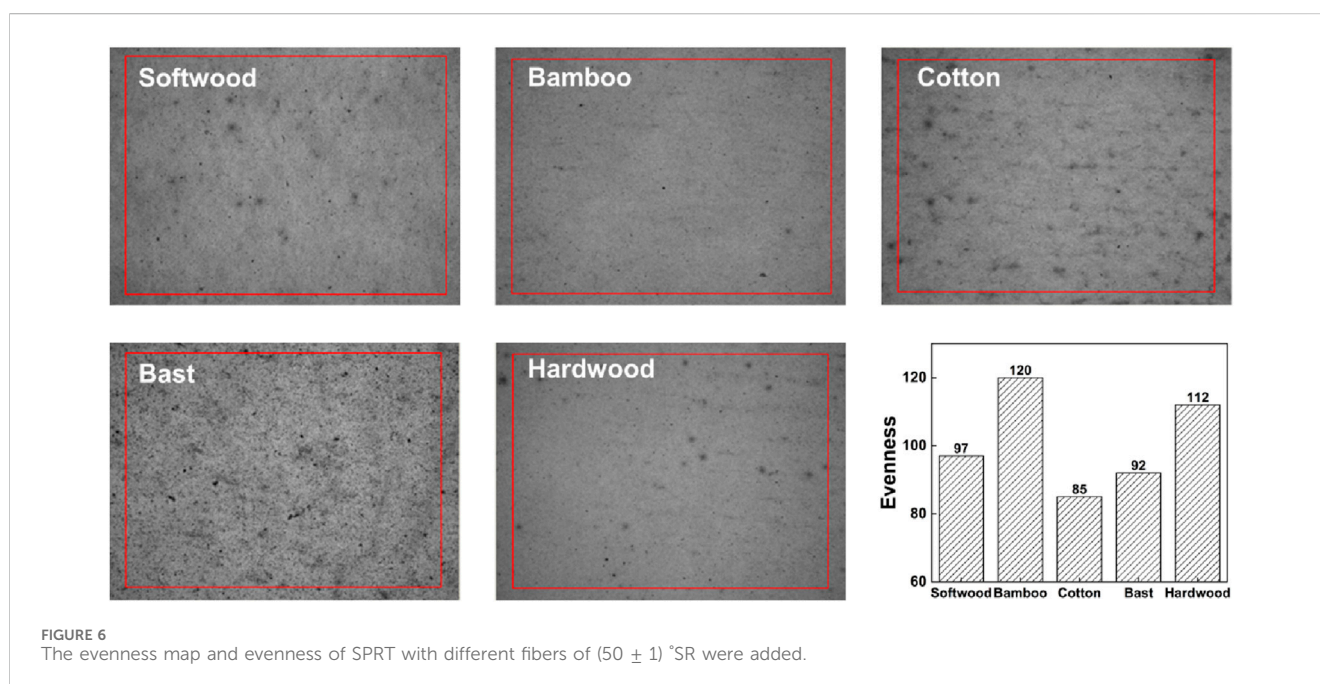 Softwood
Bamboo
Cotton
Bast
Hardwood
Evenness
120
100
80
60
97
120
85
92
112
Softwood Bamboo Cotton Bast Hardwood
FIGURE 6
The evenness map and evenness of SPRT with different fibers of (50 ± 1) °SR were added.